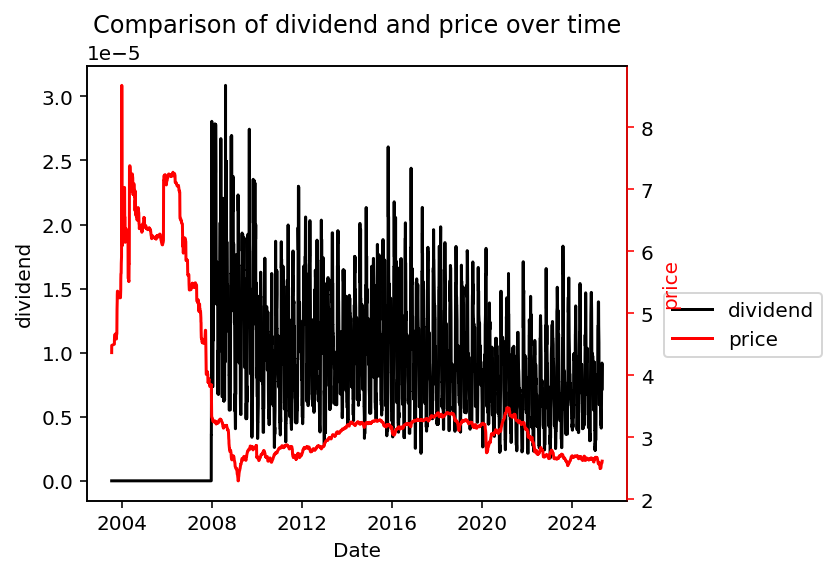 Comparison of dividend and price over time
1e−5
3.0
2.5
2.0
1.5
1.0
0.5
0.0
dividend
8
7
6
5
4
3
2
price
dividend
price
2004 2008 2012 2016 2020 2024
Date